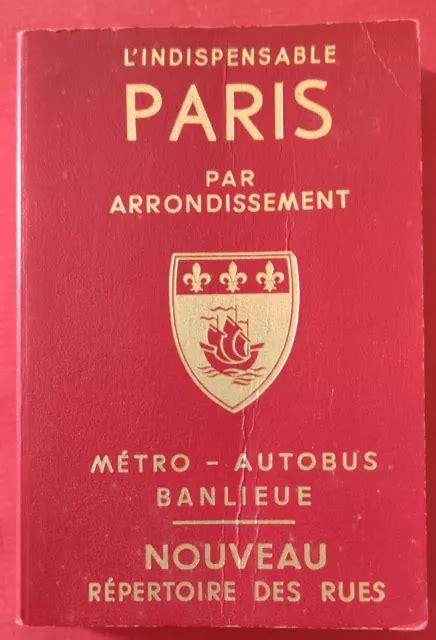 L'INDISPENSABLE
PARIS
PAR
ARRONDISSEMENT
MÉTRO - AUTOBUS
BANLIEUE
NOUVEAU
RÉPERTOIRE DES RUES